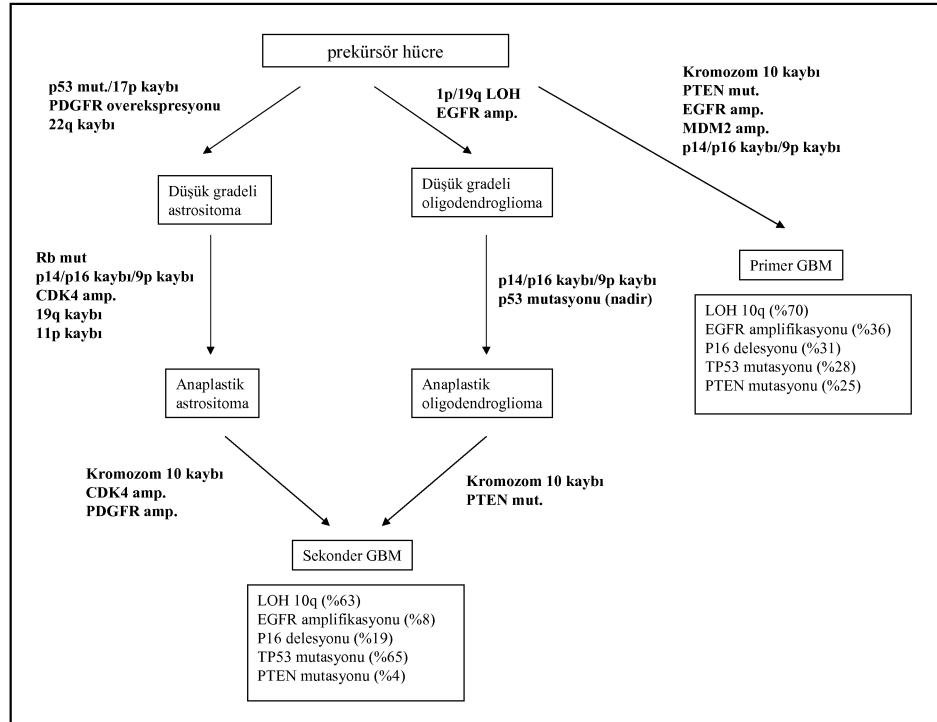 prekürsör hücre
p53 mut./17p kaybı
PDGFR overekspresyonu
22q kaybı
1p/19q LOH
EGFR amp.
Kromozom 10 kaybı
PTEN mut.
EGFR amp.
MDM2 amp.
p14/p16 kaybı/9p kaybı
Düşük gradeli
astrositoma
Düşük gradeli
oligodendroglioma
Rb mut
p14/p16 kaybı/9p kaybı
CDK4 amp.
19q kaybı
11p kaybı
p14/p16 kaybı/9p kaybı
p53 mutasyonu (nadir)
Primer GBM
LOH 10q (%70)
EGFR amplifikasyonu (%36)
P16 delesyonu (%31)
TP53 mutasyonu (%28)
PTEN mutasyonu (%25)
Anaplastik
astrositoma
Anaplastik
oligodendroglioma
Kromozom 10 kaybı
CDK4 amp.
PDGFR amp.
Kromozom 10 kaybı
PTEN mut.
Sekonder GBM
LOH 10q (%63)
EGFR amplifikasyonu (%8)
P16 delesyonu (%19)
TP53 mutasyonu (%65)
PTEN mutasyonu (%4)